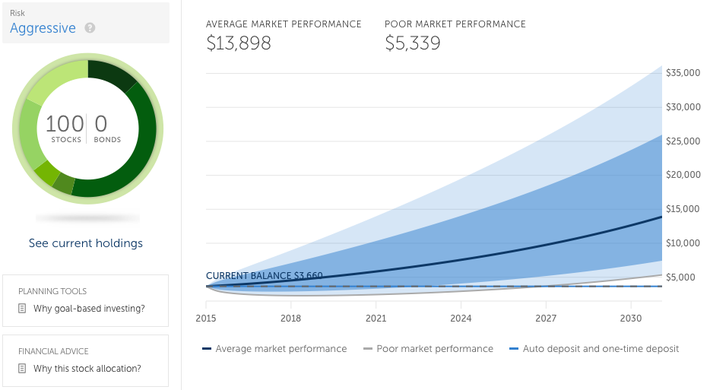 Risk
Aggressive ?
100 0
STOCKS BONDS
See current holdings
PLANNING TOOLS
Why goal-based investing?
FINANCIAL ADVICE
Why this stock allocation?
AVERAGE MARKET PERFORMANCE POOR MARKET PERFORMANCE
$13,898 $5,339
$35,000
$30,000
$25,000
$20,000
$15,000
$10,000
$5,000
CURRENT BALANCE $3,660
2015 2018 2021 2024 2027 2030
Average market performance Poor market performance Auto deposit and one-time deposit